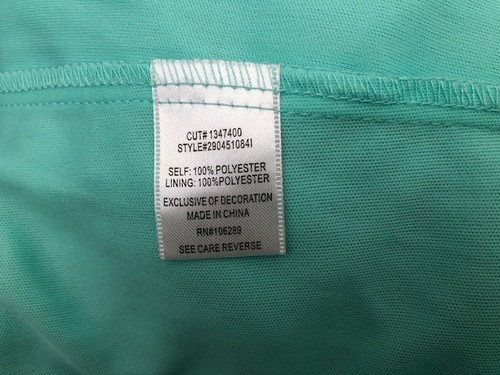 CUT# 1347400
STYLE#290451084I
SELF: 100% POLYESTER
LINING: 100%POLYESTER
EXCLUSIVE OF DECORATION
MADE IN CHINA
RN#106289
SEE CARE REVERSE